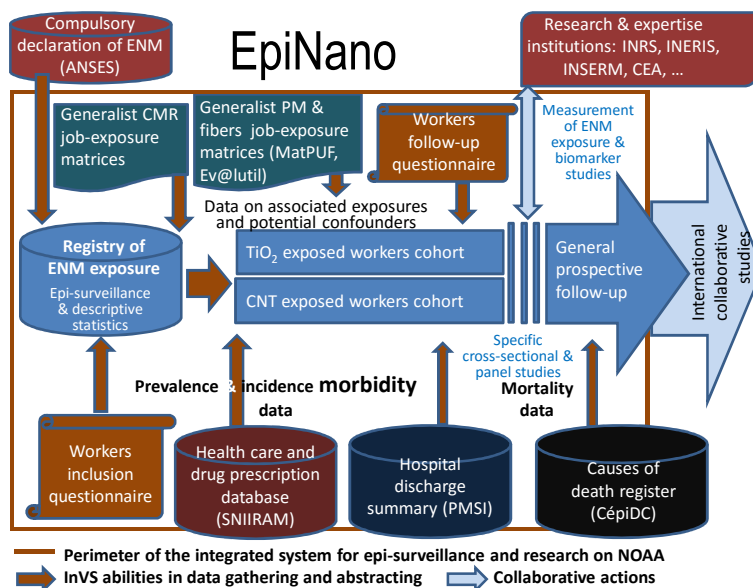 Compulsory
declaration of ENM
(ANSES)
EpiNano
Research & expertise
institutions: INRS, INERIS,
INSERM, CEA, ...
Generalist CMR
job-exposure
matrices
Generalist PM &
fibers job-exposure
matrices (MatPUF,
Ev@lutil)
Workers
follow-up
questionnaire
Measurement
of ENM
exposure &
biomarker
studies
Data on associated exposures
and potential confounders
Registry of
ENM exposure
Epi-surveillance
& descriptive
statistics
TiO₂ exposed workers cohort
CNT exposed workers cohort
General
prospective
follow-up
International
collaborative
studies
Specific
cross-sectional &
panel studies
Prevalence & incidence morbidity
data
Mortality
data
Workers
inclusion
questionnaire
Health care and
drug prescription
database
(SNIIRAM)
Hospital
discharge
summary (PMSI)
Causes of
death register
(CépiDC)
Perimeter of the integrated system for epi-surveillance and research on NOAA
InVS abilities in data gathering and abstracting
Collaborative actions